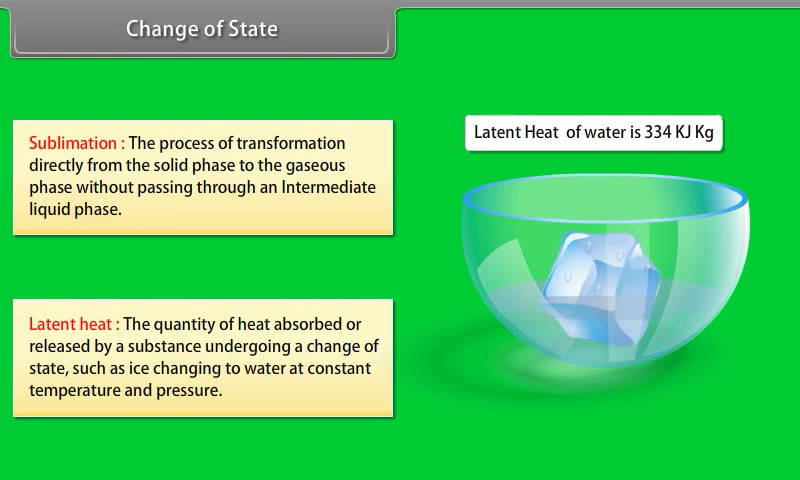 Change of State
Sublimation : The process of transformation
directly from the solid phase to the gaseous
phase without passing through an Intermediate
liquid phase.
Latent Heat  of water is 334 KJ Kg
Latent heat : The quantity of heat absorbed or
released by a substance undergoing a change of
state, such as ice changing to water at constant
temperature and pressure.